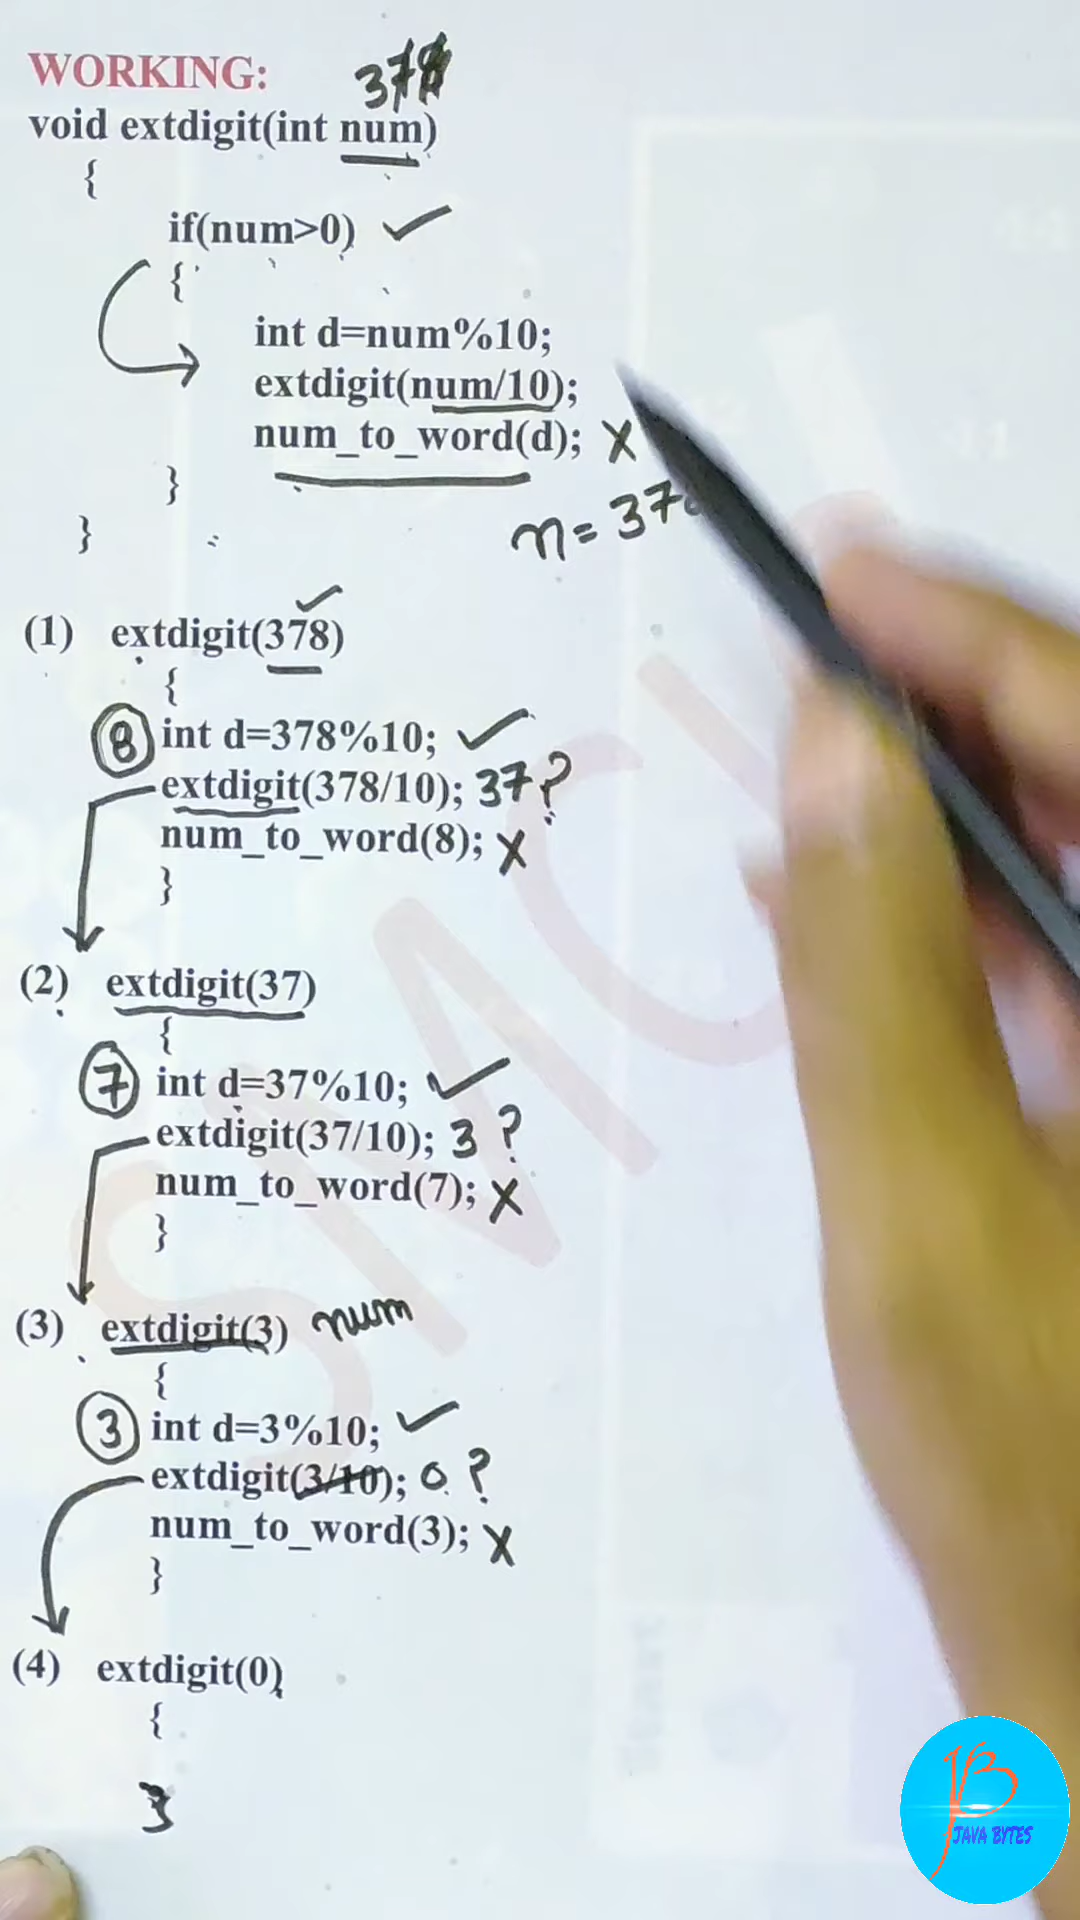 WORKING:
378
void extdigit(int num)
{
if(num>0) ✓
{
int d=num%10;
extdigit(num/10);
num_to_word(d); X
}
n=37
}
(1) extdigit(378) ✓
{
8 int d=378%10; ✓
extdigit(378/10); 37?
num_to_word(8); X
}
(2) extdigit(37)
{
7 int d=37%10; ✓
extdigit(37/10); 3 ?
num_to_word(7); X
}
(3) extdigit(3) num
{
3 int d=3%10; ✓
extdigit(3/10); 0 ?
num_to_word(3); X
}
(4) extdigit(0)
{
}
SMCI
JB
JAVA BYTES